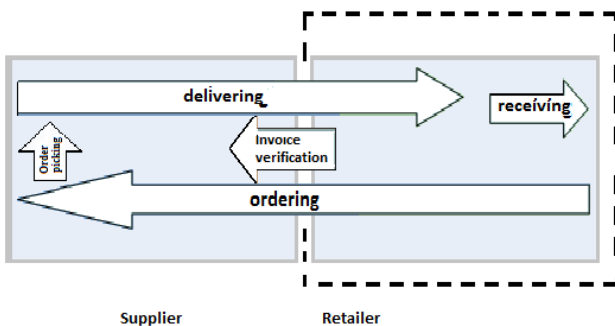 delivering
receiving
Order
picking
Invoice
verification
ordering
Supplier
Retailer